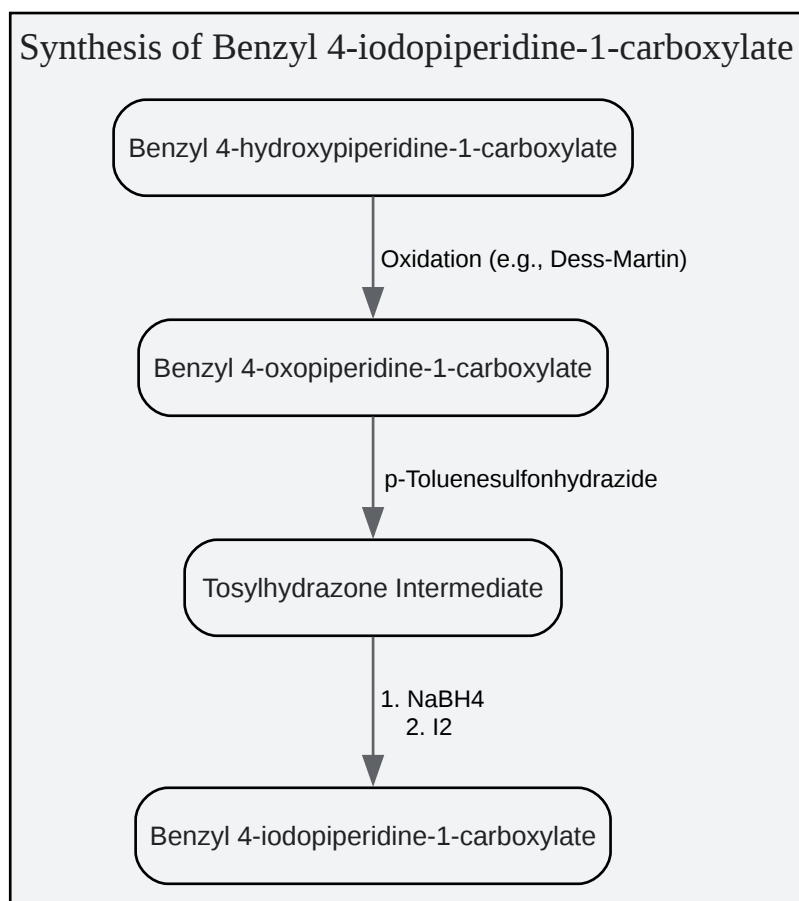 Synthesis of Benzyl 4-iodopiperidine-1-carboxylate
Benzyl 4-hydroxypiperidine-1-carboxylate
Oxidation (e.g., Dess-Martin)
Benzyl 4-oxopiperidine-1-carboxylate
p-Toluenesulfonhydrazide
Tosylhydrazone Intermediate
1. NaBH4
2. I2
Benzyl 4-iodopiperidine-1-carboxylate